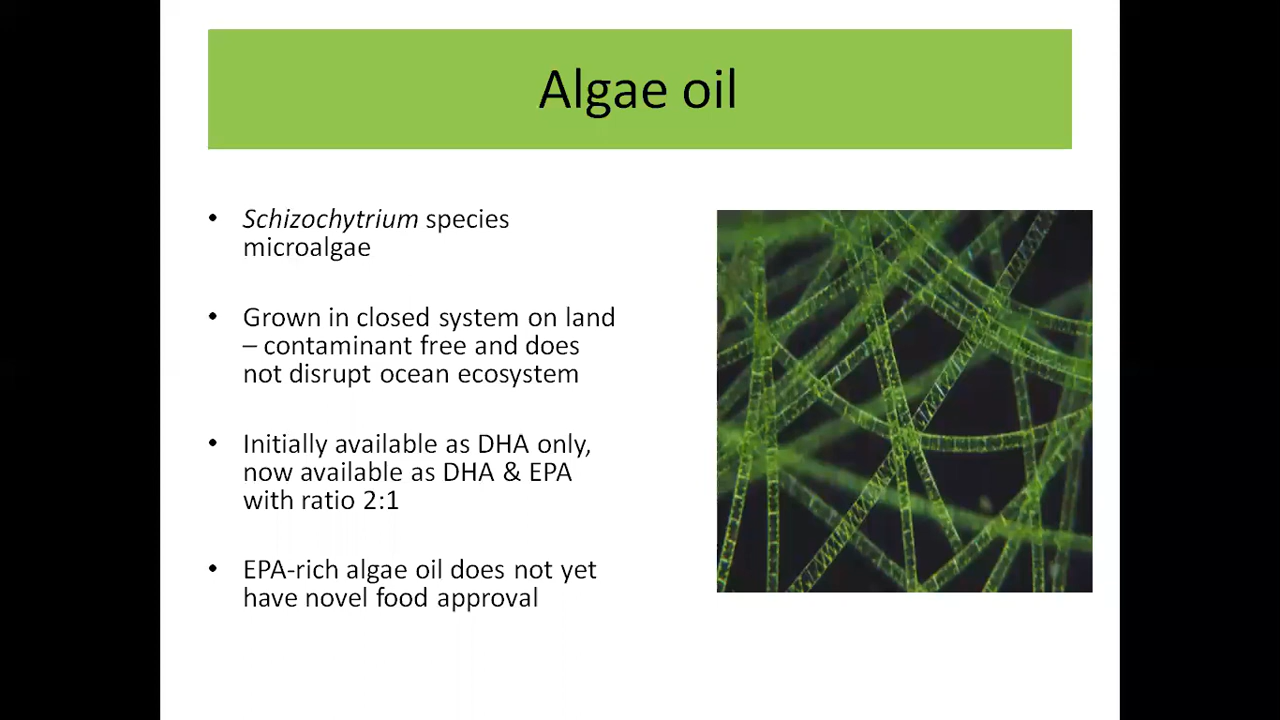 Algae oil
• Schizochytrium species
microalgae
• Grown in closed system on land
– contaminant free and does
not disrupt ocean ecosystem
• Initially available as DHA only,
now available as DHA & EPA
with ratio 2:1
• EPA-rich algae oil does not yet
have novel food approval